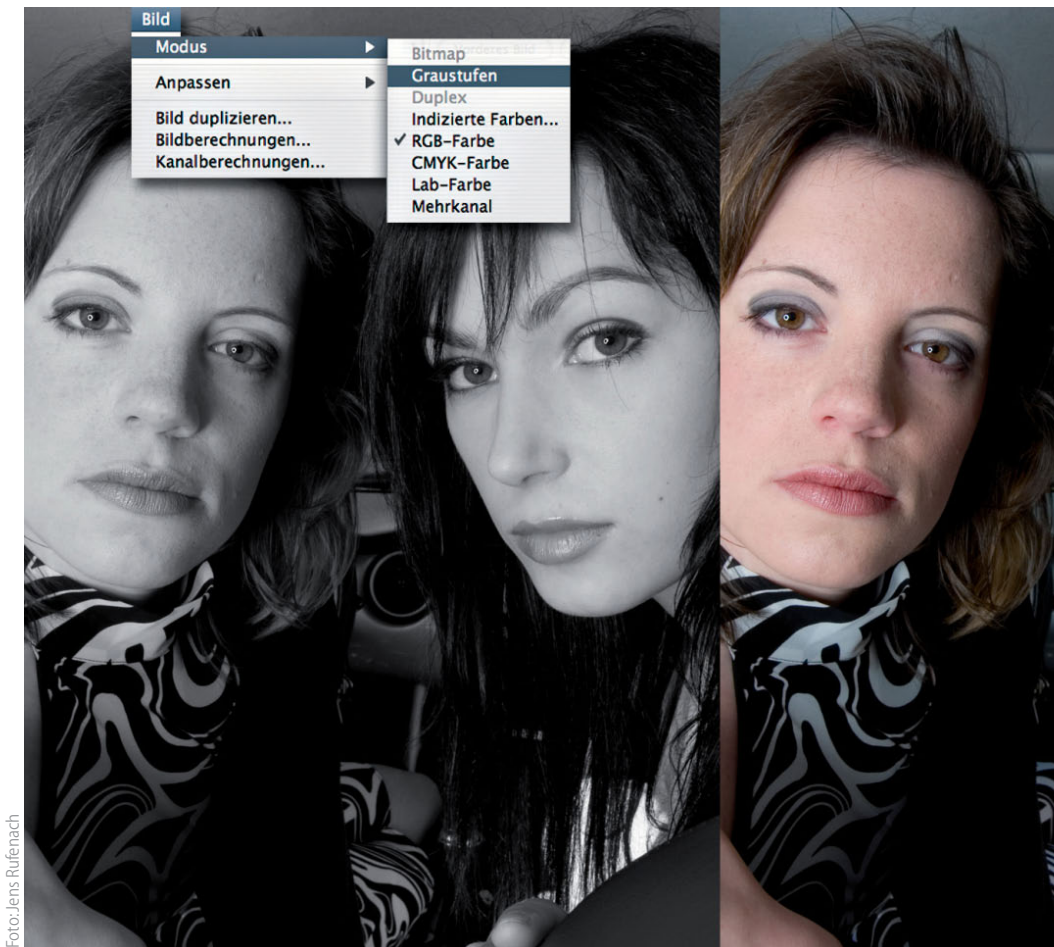 Bild
Modus
Anpassen
Bild duplizieren...
Bildberechnungen...
Kanalberechnungen...
Bitmap
Graustufen
Duplex
Indizierte Farben...
RGB-Farbe
CMYK-Farbe
Lab-Farbe
Mehrkanal
Foto: Jens Rufenach